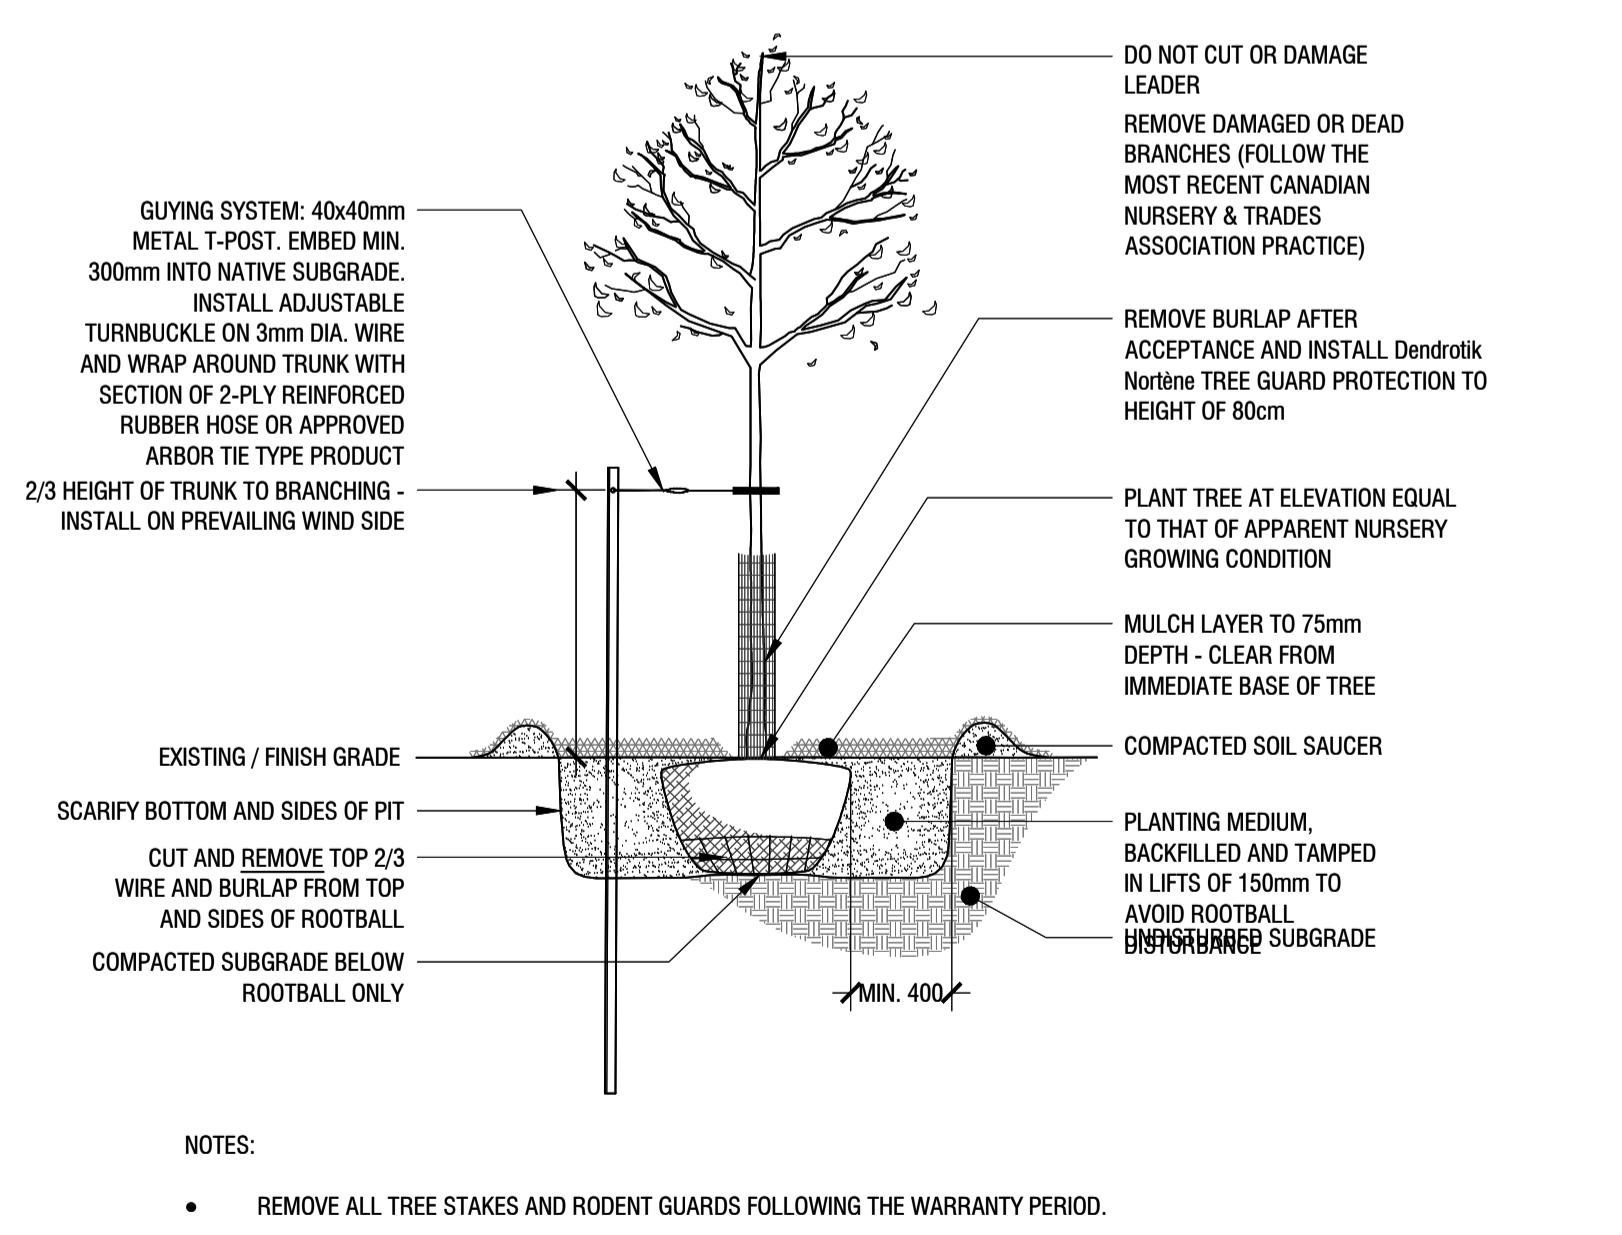 DO NOT CUT OR DAMAGE
LEADER
REMOVE DAMAGED OR DEAD
BRANCHES (FOLLOW THE
MOST RECENT CANADIAN
NURSERY & TRADES
ASSOCIATION PRACTICE)
GUYING SYSTEM: 40x40mm
METAL T-POST. EMBED MIN.
300mm INTO NATIVE SUBGRADE.
INSTALL ADJUSTABLE
TURNBUCKLE ON 3mm DIA. WIRE
AND WRAP AROUND TRUNK WITH
SECTION OF 2-PLY REINFORCED
RUBBER HOSE OR APPROVED
ARBOR TIE TYPE PRODUCT
2/3 HEIGHT OF TRUNK TO BRANCHING -
INSTALL ON PREVAILING WIND SIDE
REMOVE BURLAP AFTER
ACCEPTANCE AND INSTALL Dendrotik
Nortène TREE GUARD PROTECTION TO
HEIGHT OF 80cm
PLANT TREE AT ELEVATION EQUAL
TO THAT OF APPARENT NURSERY
GROWING CONDITION
MULCH LAYER TO 75mm
DEPTH - CLEAR FROM
IMMEDIATE BASE OF TREE
EXISTING / FINISH GRADE
COMPACTED SOIL SAUCER
SCARIFY BOTTOM AND SIDES OF PIT
CUT AND REMOVE TOP 2/3
WIRE AND BURLAP FROM TOP
AND SIDES OF ROOTBALL
COMPACTED SUBGRADE BELOW
ROOTBALL ONLY
PLANTING MEDIUM,
BACKFILLED AND TAMPED
IN LIFTS OF 150mm TO
AVOID ROOTBALL
DISTURBANCE
UNDISTURBED SUBGRADE
MIN. 400
NOTES:
● REMOVE ALL TREE STAKES AND RODENT GUARDS FOLLOWING THE WARRANTY PERIOD.